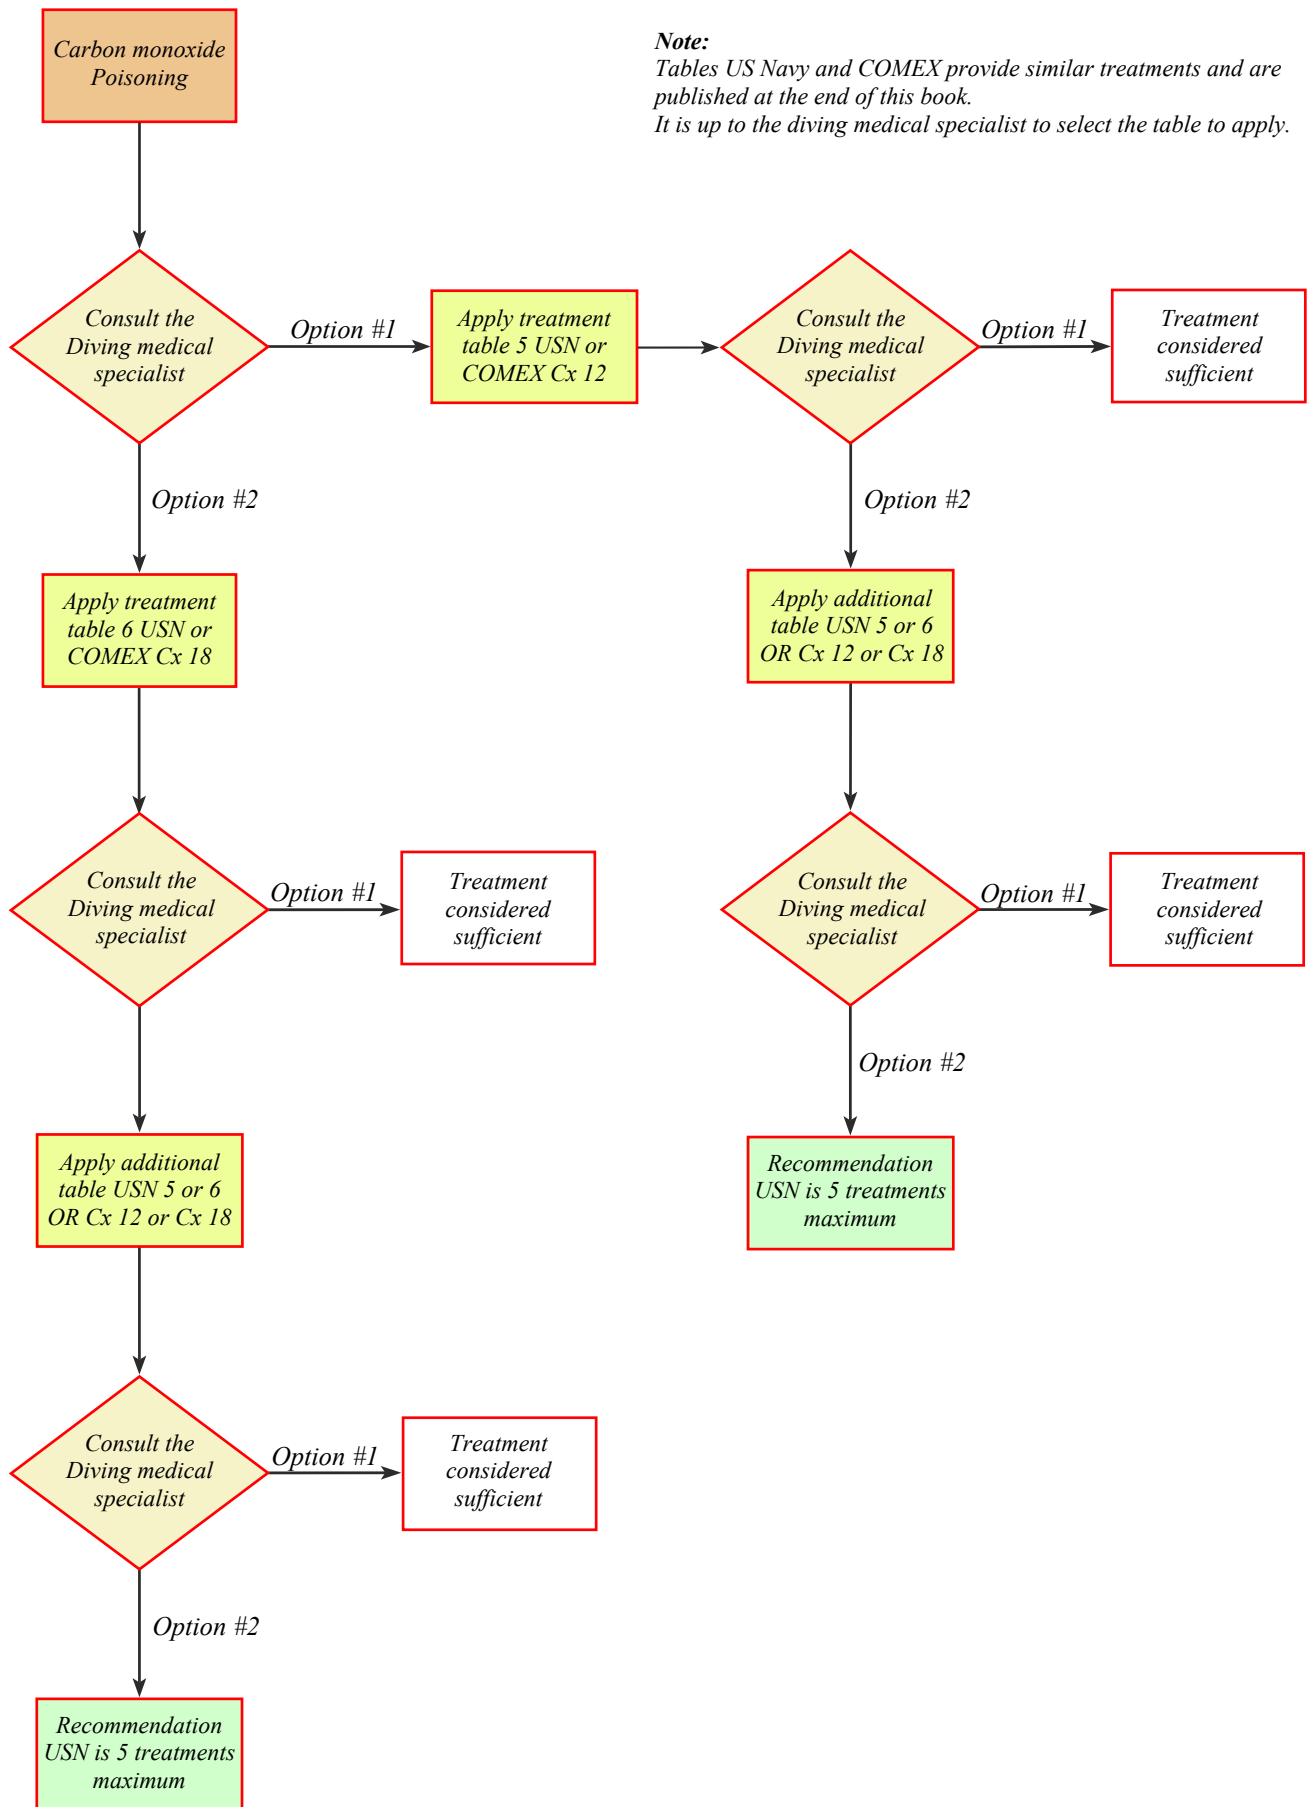 Carbon monoxide
Poisoning
Note:
Tables US Navy and COMEX provide similar treatments and are
published at the end of this book.
It is up to the diving medical specialist to select the table to apply.
Consult the
Diving medical
specialist
Option #1
Apply treatment
table 5 USN or
COMEX Cx 12
Consult the
Diving medical
specialist
Option #1
Treatment
considered
sufficient
Option #2
Option #2
Apply treatment
table 6 USN or
COMEX Cx 18
Apply additional
table USN 5 or 6
OR Cx 12 or Cx 18
Consult the
Diving medical
specialist
Option #1
Treatment
considered
sufficient
Consult the
Diving medical
specialist
Option #1
Treatment
considered
sufficient
Option #2
Apply additional
table USN 5 or 6
OR Cx 12 or Cx 18
Recommendation
USN is 5 treatments
maximum
Consult the
Diving medical
specialist
Option #1
Treatment
considered
sufficient
Option #2
Recommendation
USN is 5 treatments
maximum